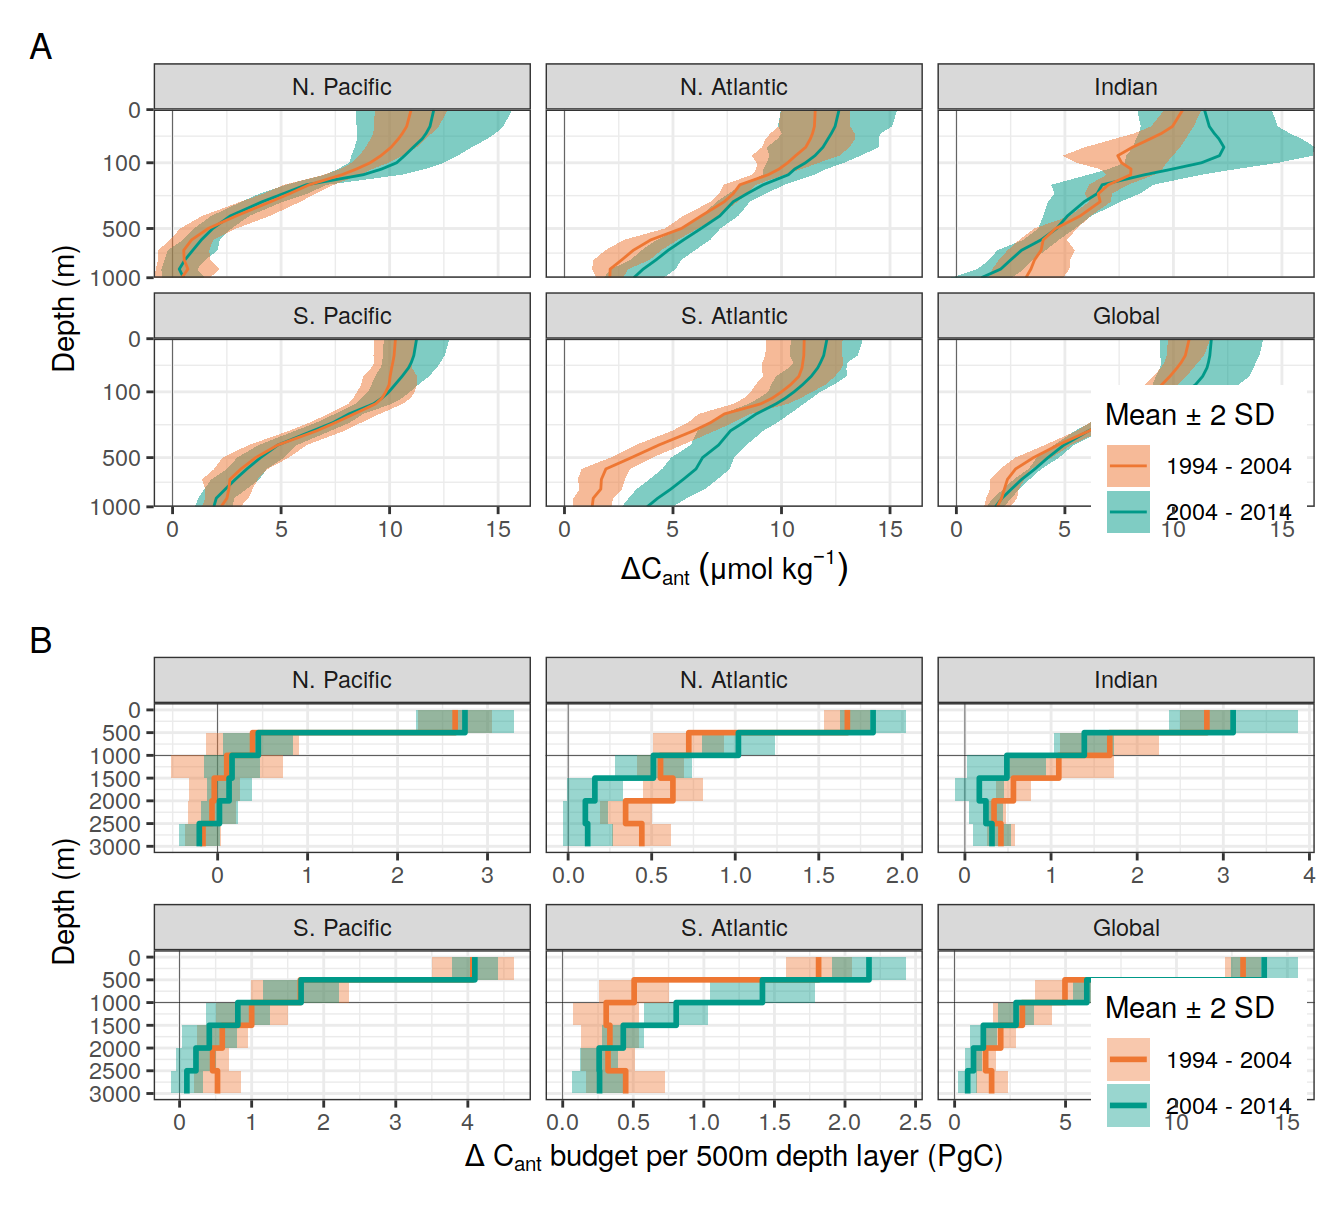 A
N. Pacific
N. Atlantic
Indian
0
100
500
1000
S. Pacific
S. Atlantic
Global
0
100
500
1000
Depth (m)
0 5 10 15
0 5 10 15
0 5 10 15
Mean ± 2 SD
1994 - 2004
2004 - 2014
ΔCant (μmol kg−1)
B
N. Pacific
N. Atlantic
Indian
0
500
1000
1500
2000
2500
3000
0 1 2 3
0.0 0.5 1.0 1.5 2.0
0 1 2 3 4
S. Pacific
S. Atlantic
Global
0
500
1000
1500
2000
2500
3000
Depth (m)
0 1 2 3 4
0.0 0.5 1.0 1.5 2.0 2.5
0 5 10 15
Mean ± 2 SD
1994 - 2004
2004 - 2014
Δ Cant budget per 500m depth layer (PgC)